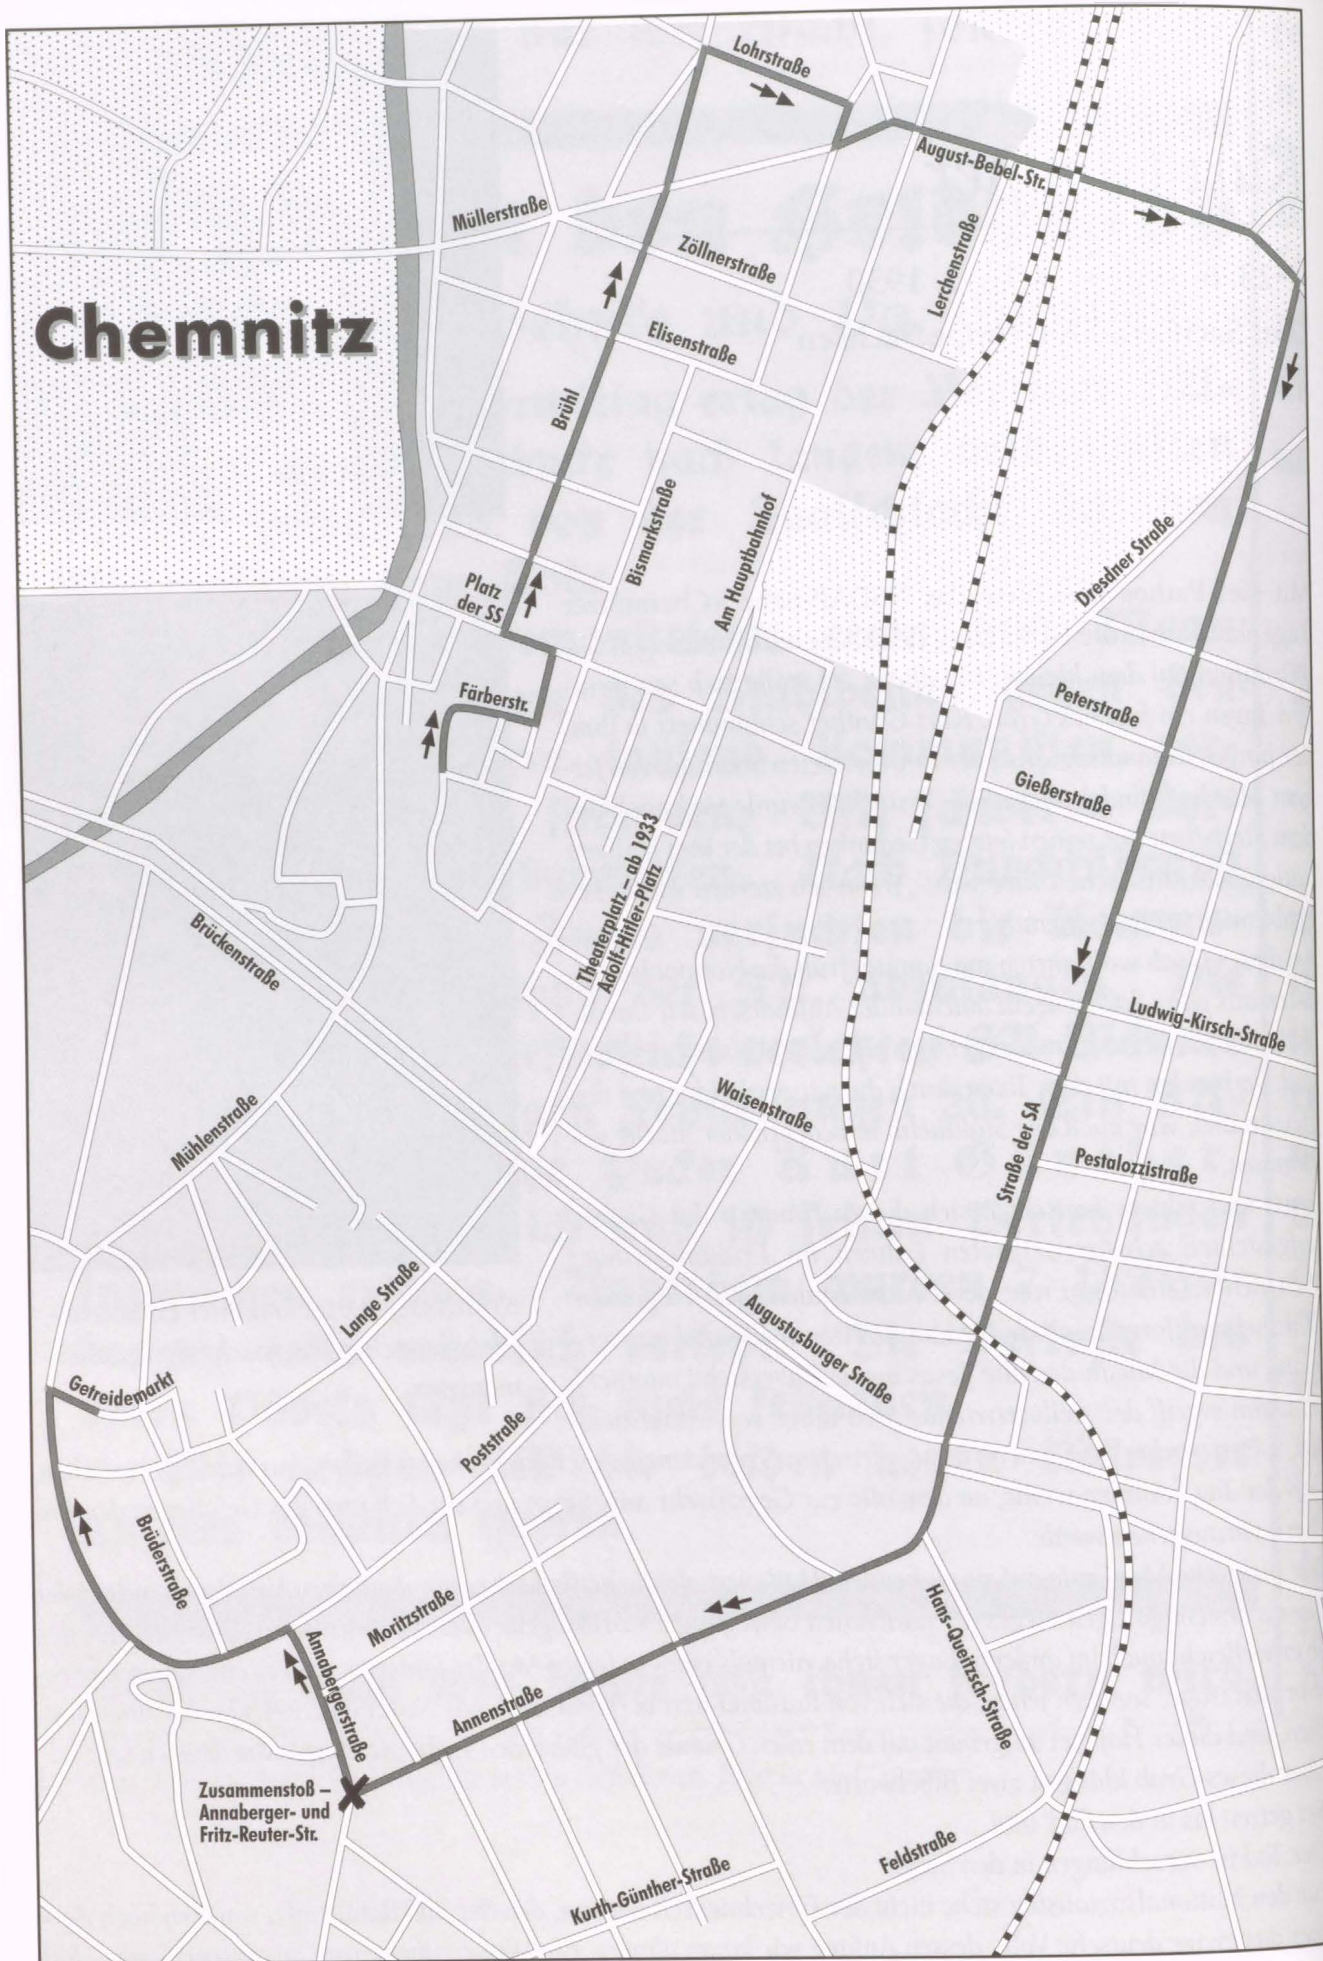 Lohrstraße
August-Bebel-Str.
Müllerstraße
Zöllnerstraße
Lerchenstraße
Chemnitz
Elisenstraße
Brühl
Bismarkstraße
Am Hauptbahnhof
Dresdner Straße
Platz
der SS
Färberstr.
Peterstraße
Gießerstraße
Theaterplatz – ab 1933
Adolf-Hitler-Platz
Brückenstraße
Ludwig-Kirsch-Straße
Mühlenstraße
Waisenstraße
Straße der SA
Pestalozzistraße
Lange Straße
Augustusburger Straße
Getreidemarkt
Poststraße
Brüderstraße
Moritzstraße
Annabergerstraße
Annenstraße
Hans-Queitzsch-Straße
Zusammenstoß –
Annaberger- und
Fritz-Reuter-Str.
Feldstraße
Kurth-Günther-Straße